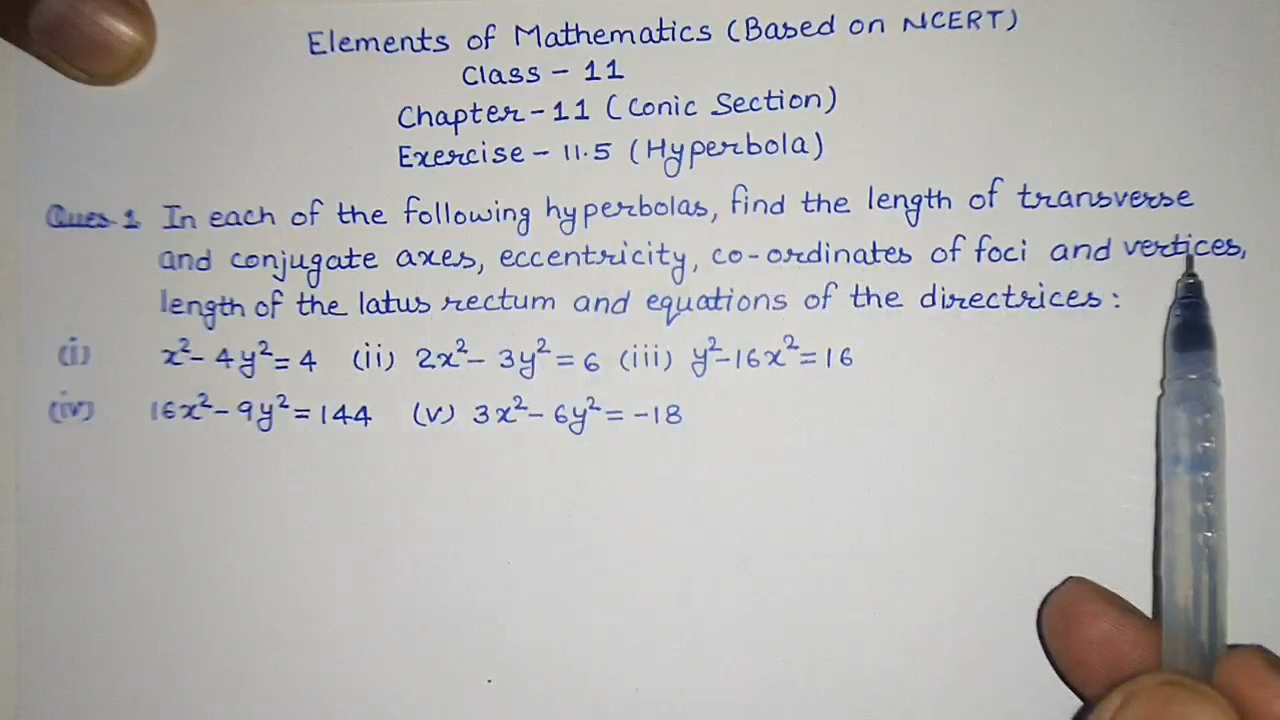 Elements of Mathematics (Based on NCERT)
Class - 11
Chapter - 11 (Conic Section)
Exercise - 11.5 (Hyperbola)
Ques 1 In each of the following hyperbolas, find the length of transverse
and conjugate axes, eccentricity, co-ordinates of foci and vertices,
length of the latus rectum and equations of the directrices:
(i) x² - 4y² = 4 (ii) 2x² - 3y² = 6 (iii) y² - 16x² = 16
(iv) 16x² - 9y² = 144 (v) 3x² - 6y² = -18